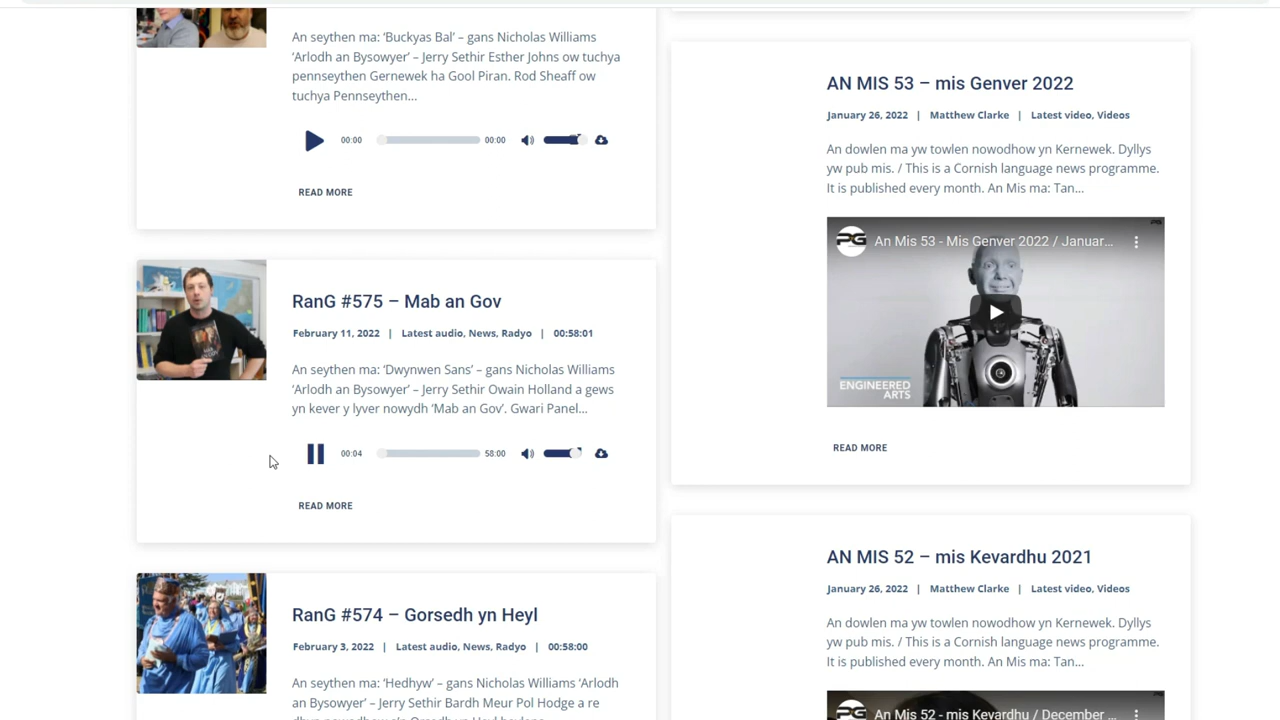 An seythen ma: ‘Buckyas Bal’ – gans Nicholas Williams
‘Arlodh an Bysowyer’ – Jerry Sethir Esther Johns ow tuchya
pennseythen Gernewek ha Gool Piran. Rod Sheaff ow
tuchya Pennseythen...
00:00
00:00
READ MORE
RanG #575 – Mab an Gov
February 11, 2022 | Latest audio, News, Radyo | 00:58:01
An seythen ma: ‘Dwynwen Sans’ – gans Nicholas Williams
‘Arlodh an Bysowyer’ – Jerry Sethir Owain Holland a gews
yn kever y lyver nowydh ‘Mab an Gov’. Gwari Panel...
00:04
58:00
READ MORE
RanG #574 – Gorsedh yn Heyl
February 3, 2022 | Latest audio, News, Radyo | 00:58:00
An seythen ma: ‘Hedhyw’ – gans Nicholas Williams ‘Arlodh
an Bysowyer’ – Jerry Sethir Bardh Meur Pol Hodge a re
AN MIS 53 – mis Genver 2022
January 26, 2022 | Matthew Clarke | Latest video, Videos
An dowlen ma yw towlen nowodhow yn Kernewek. Dyllys
yw pub mis. / This is a Cornish language news programme.
It is published every month. An Mis ma: Tan...
PG
An Mis 53 - Mis Genver 2022 / Januar...
ENGINEERED
ARTS
READ MORE
AN MIS 52 – mis Kevardhu 2021
January 26, 2022 | Matthew Clarke | Latest video, Videos
An dowlen ma yw towlen nowodhow yn Kernewek. Dyllys
yw pub mis. / This is a Cornish language news programme.
It is published every month. An Mis ma: Tan...
PG
An Mis 52 - mis Kevardhu / December ...